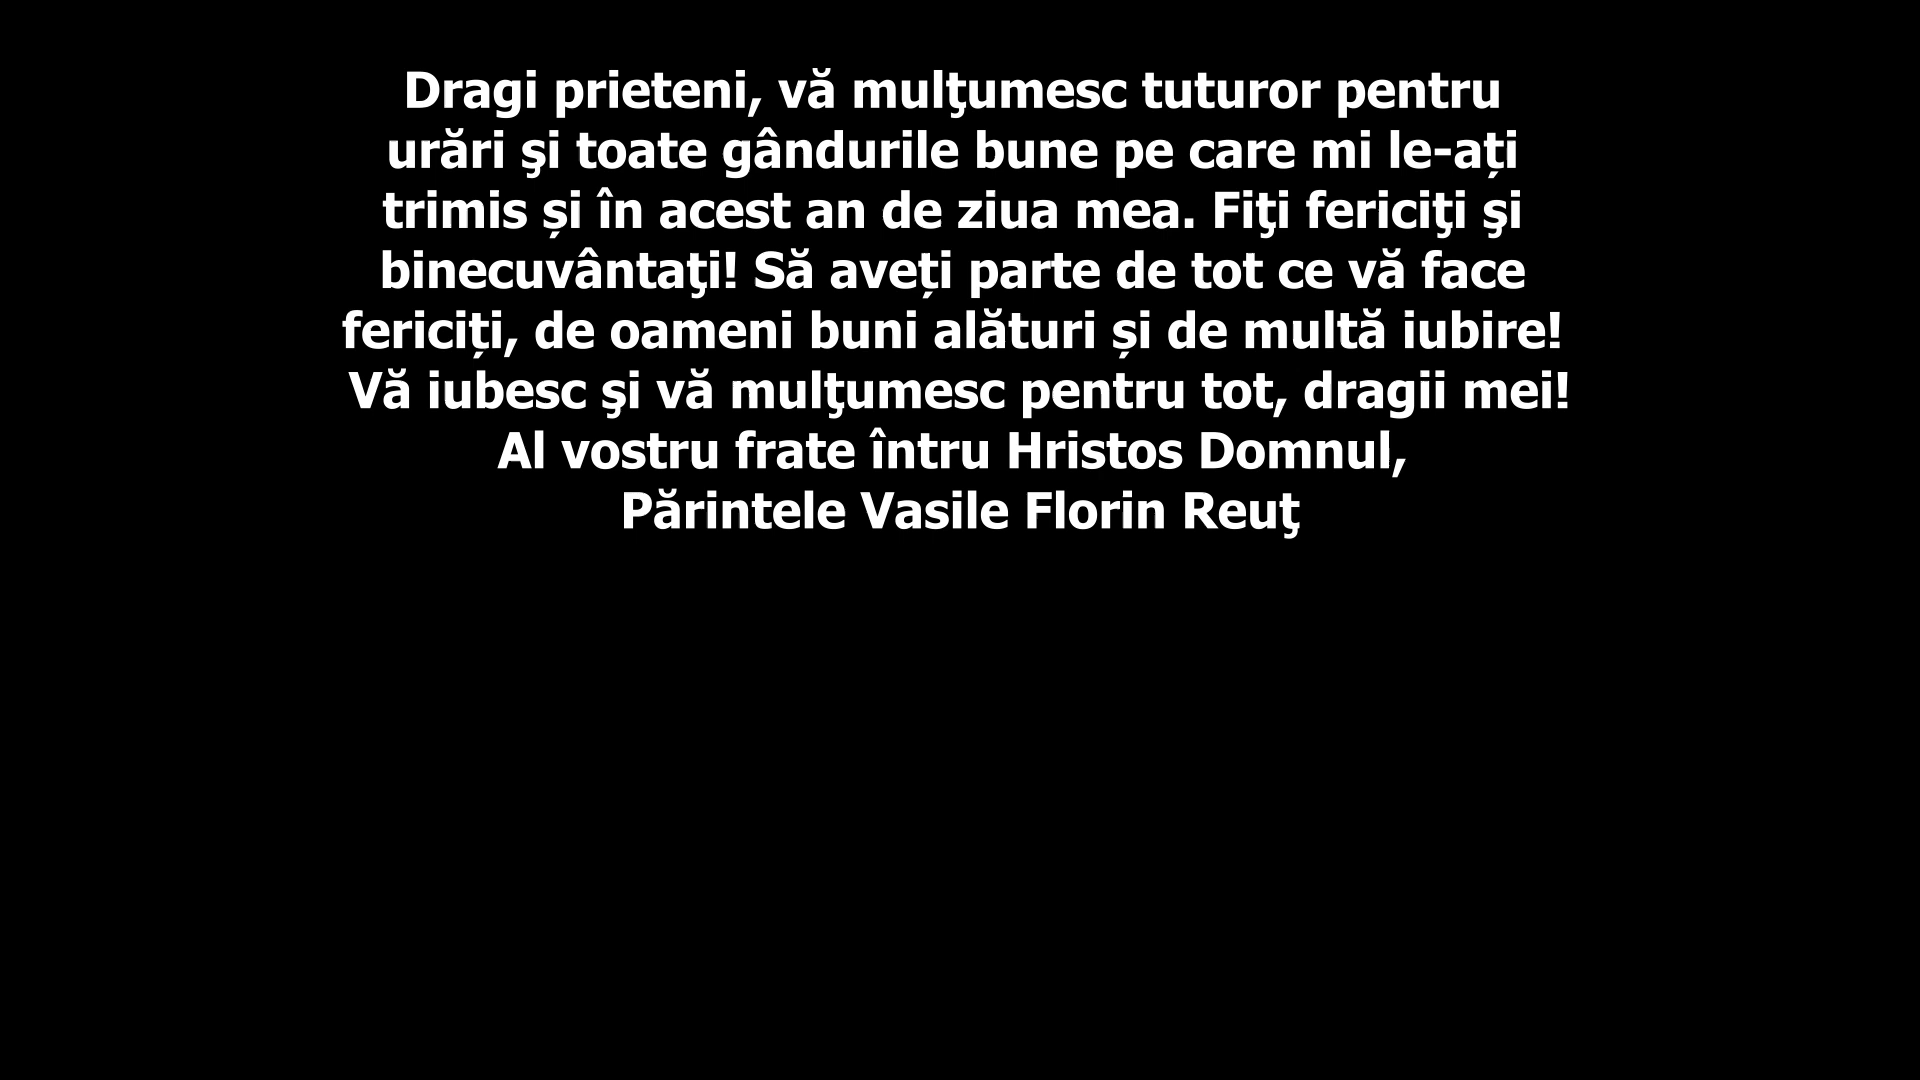 Dragi prieteni, vă mulţumesc tuturor pentru
urări şi toate gândurile bune pe care mi le-ați
trimis și în acest an de ziua mea. Fiţi fericiţi şi
binecuvântaţi! Să aveți parte de tot ce vă face
fericiți, de oameni buni alături și de multă iubire!
Vă iubesc şi vă mulţumesc pentru tot, dragii mei!
Al vostru frate întru Hristos Domnul,
Părintele Vasile Florin Reuţ